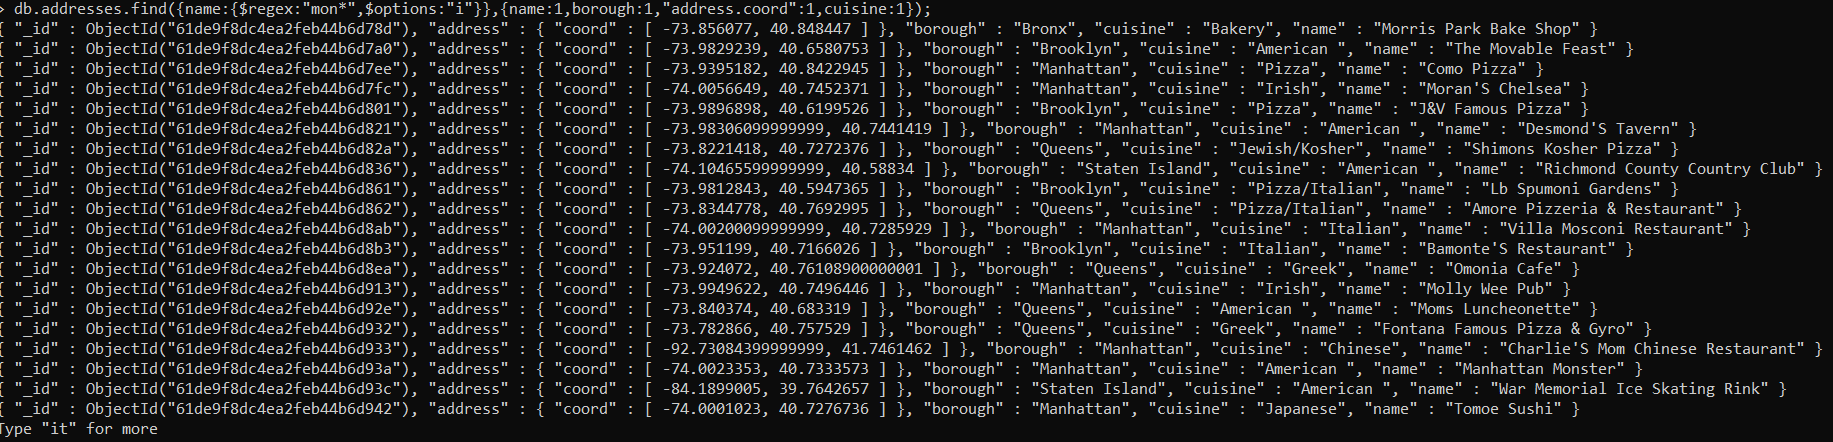 > db.addresses.find({name:{$regex:"mon*",$options:"i"}},{name:1,borough:1,"address.coord":1,cuisine:1});
{ "_id" : ObjectId("61de9f8dc4ea2feb44b6d78d"), "address" : { "coord" : [ -73.856077, 40.848447 ] }, "borough" : "Bronx", "cuisine" : "Bakery", "name" : "Morris Park Bake Shop" }
{ "_id" : ObjectId("61de9f8dc4ea2feb44b6d7a0"), "address" : { "coord" : [ -73.9829239, 40.6580753 ] }, "borough" : "Brooklyn", "cuisine" : "American ", "name" : "The Movable Feast" }
{ "_id" : ObjectId("61de9f8dc4ea2feb44b6d7ee"), "address" : { "coord" : [ -73.9395182, 40.8422945 ] }, "borough" : "Manhattan", "cuisine" : "Pizza", "name" : "Como Pizza" }
{ "_id" : ObjectId("61de9f8dc4ea2feb44b6d7fc"), "address" : { "coord" : [ -74.0056649, 40.7452371 ] }, "borough" : "Manhattan", "cuisine" : "Irish", "name" : "Moran'S Chelsea" }
{ "_id" : ObjectId("61de9f8dc4ea2feb44b6d801"), "address" : { "coord" : [ -73.9896898, 40.6199526 ] }, "borough" : "Brooklyn", "cuisine" : "Pizza", "name" : "J&V Famous Pizza" }
{ "_id" : ObjectId("61de9f8dc4ea2feb44b6d821"), "address" : { "coord" : [ -73.98306099999999, 40.7441419 ] }, "borough" : "Manhattan", "cuisine" : "American ", "name" : "Desmond'S Tavern" }
{ "_id" : ObjectId("61de9f8dc4ea2feb44b6d82a"), "address" : { "coord" : [ -73.8221418, 40.7272376 ] }, "borough" : "Queens", "cuisine" : "Jewish/Kosher", "name" : "Shimons Kosher Pizza" }
{ "_id" : ObjectId("61de9f8dc4ea2feb44b6d836"), "address" : { "coord" : [ -74.10465599999999, 40.58834 ] }, "borough" : "Staten Island", "cuisine" : "American ", "name" : "Richmond County Country Club" }
{ "_id" : ObjectId("61de9f8dc4ea2feb44b6d861"), "address" : { "coord" : [ -73.9812843, 40.5947365 ] }, "borough" : "Brooklyn", "cuisine" : "Pizza/Italian", "name" : "Lb Spumoni Gardens" }
{ "_id" : ObjectId("61de9f8dc4ea2feb44b6d862"), "address" : { "coord" : [ -73.8344778, 40.7692995 ] }, "borough" : "Queens", "cuisine" : "Pizza/Italian", "name" : "Amore Pizzeria & Restaurant" }
{ "_id" : ObjectId("61de9f8dc4ea2feb44b6d8ab"), "address" : { "coord" : [ -74.00200099999999, 40.7285929 ] }, "borough" : "Manhattan", "cuisine" : "Italian", "name" : "Villa Mosconi Restaurant" }
{ "_id" : ObjectId("61de9f8dc4ea2feb44b6d8b3"), "address" : { "coord" : [ -73.951199, 40.7166026 ] }, "borough" : "Brooklyn", "cuisine" : "Italian", "name" : "Bamonte'S Restaurant" }
{ "_id" : ObjectId("61de9f8dc4ea2feb44b6d8ea"), "address" : { "coord" : [ -73.924072, 40.76108900000001 ] }, "borough" : "Queens", "cuisine" : "Greek", "name" : "Omonia Cafe" }
{ "_id" : ObjectId("61de9f8dc4ea2feb44b6d913"), "address" : { "coord" : [ -73.9949622, 40.7496446 ] }, "borough" : "Manhattan", "cuisine" : "Irish", "name" : "Molly Wee Pub" }
{ "_id" : ObjectId("61de9f8dc4ea2feb44b6d92e"), "address" : { "coord" : [ -73.840374, 40.683319 ] }, "borough" : "Queens", "cuisine" : "American ", "name" : "Moms Luncheonette" }
{ "_id" : ObjectId("61de9f8dc4ea2feb44b6d932"), "address" : { "coord" : [ -73.782866, 40.757529 ] }, "borough" : "Queens", "cuisine" : "Greek", "name" : "Fontana Famous Pizza & Gyro" }
{ "_id" : ObjectId("61de9f8dc4ea2feb44b6d933"), "address" : { "coord" : [ -92.73084399999999, 41.7461462 ] }, "borough" : "Manhattan", "cuisine" : "Chinese", "name" : "Charlie'S Mom Chinese Restaurant" }
{ "_id" : ObjectId("61de9f8dc4ea2feb44b6d93a"), "address" : { "coord" : [ -74.0023353, 40.7333573 ] }, "borough" : "Manhattan", "cuisine" : "American ", "name" : "Manhattan Monster" }
{ "_id" : ObjectId("61de9f8dc4ea2feb44b6d93c"), "address" : { "coord" : [ -84.1899005, 39.7642657 ] }, "borough" : "Staten Island", "cuisine" : "American ", "name" : "War Memorial Ice Skating Rink" }
{ "_id" : ObjectId("61de9f8dc4ea2feb44b6d942"), "address" : { "coord" : [ -74.0001023, 40.7276736 ] }, "borough" : "Manhattan", "cuisine" : "Japanese", "name" : "Tomoe Sushi" }
Type "it" for more